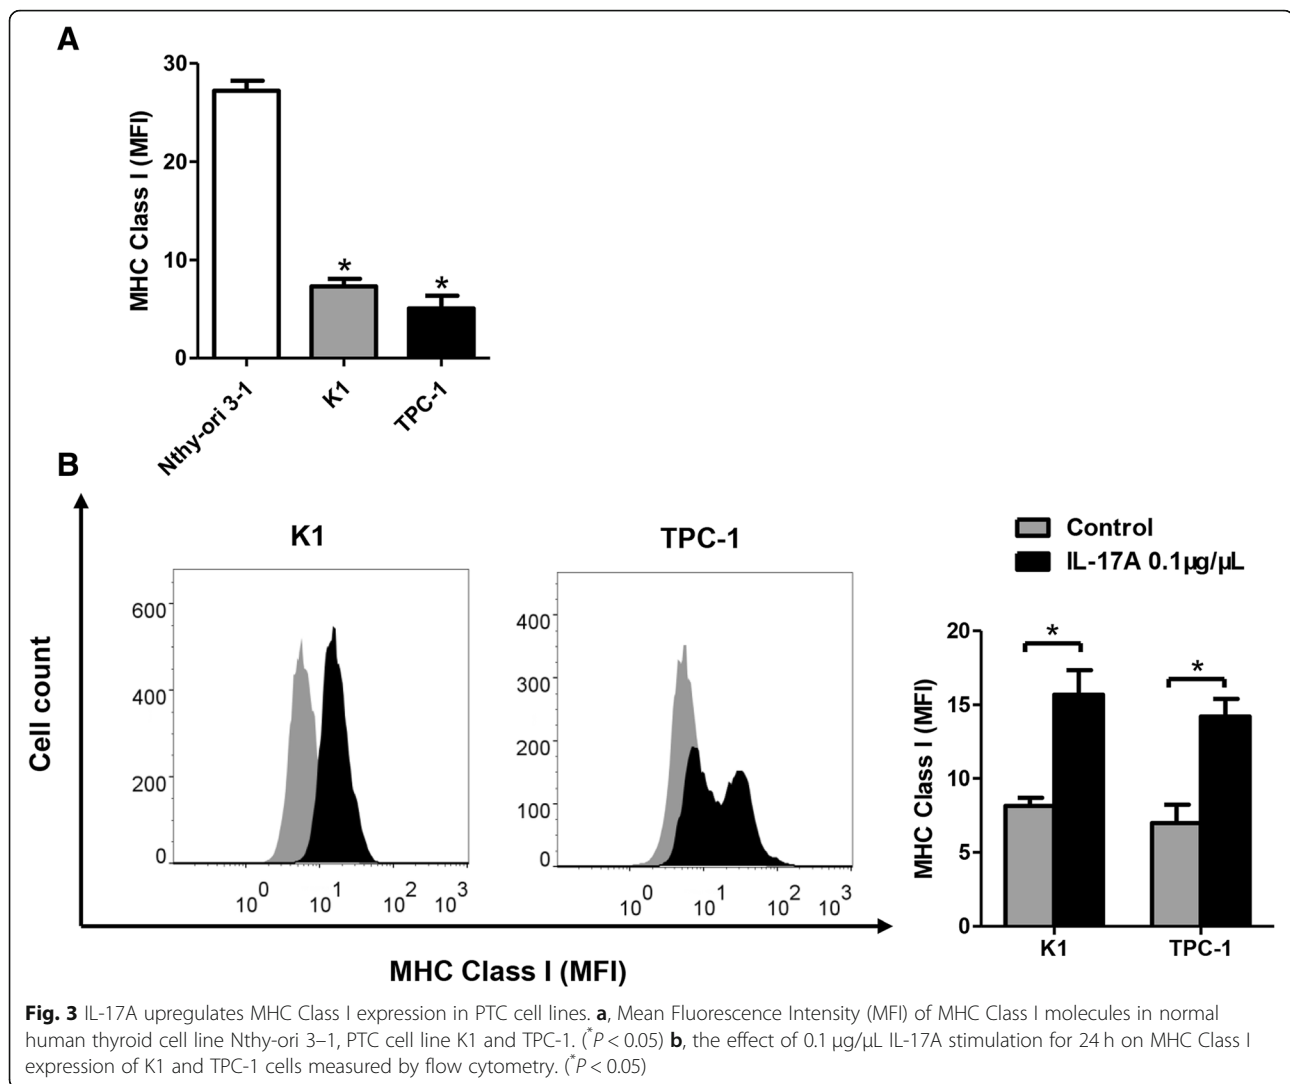 A
30
20
10
0
MHC Class I (MFI)
*
*
Nthy-ori 3-1
K1
TPC-1
B
K1
TPC-1
Control
IL-17A 0.1µg/µL
Cell count
600
400
200
0
10^0 10^1 10^2 10^3
400
300
200
100
0
10^0 10^1 10^2 10^3
MHC Class I (MFI)
MHC Class I (MFI)
20
15
10
5
0
*
*
K1
TPC-1
Fig. 3 IL-17A upregulates MHC Class I expression in PTC cell lines. a, Mean Fluorescence Intensity (MFI) of MHC Class I molecules in normal
human thyroid cell line Nthy-ori 3–1, PTC cell line K1 and TPC-1. (*P < 0.05) b, the effect of 0.1 µg/µL IL-17A stimulation for 24 h on MHC Class I
expression of K1 and TPC-1 cells measured by flow cytometry. (*P < 0.05)